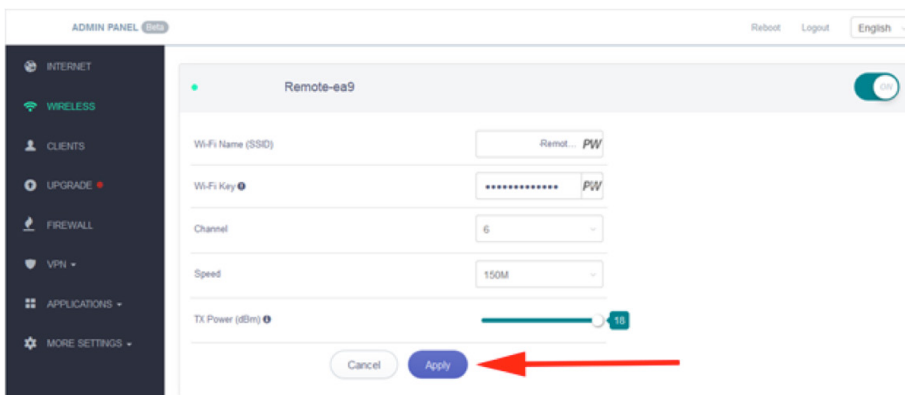 ADMIN PANEL Beta
Reboot Logout English
INTERNET
WIRELESS
CLIENTS
UPGRADE
FIREWALL
VPN
APPLICATIONS
MORE SETTINGS
Remote-ea9
ON
Wi-Fi Name (SSID)
Remot... PW
Wi-Fi Key
••••••••••••• PW
Channel
6
Speed
150M
TX Power (dBm)
18
Cancel Apply